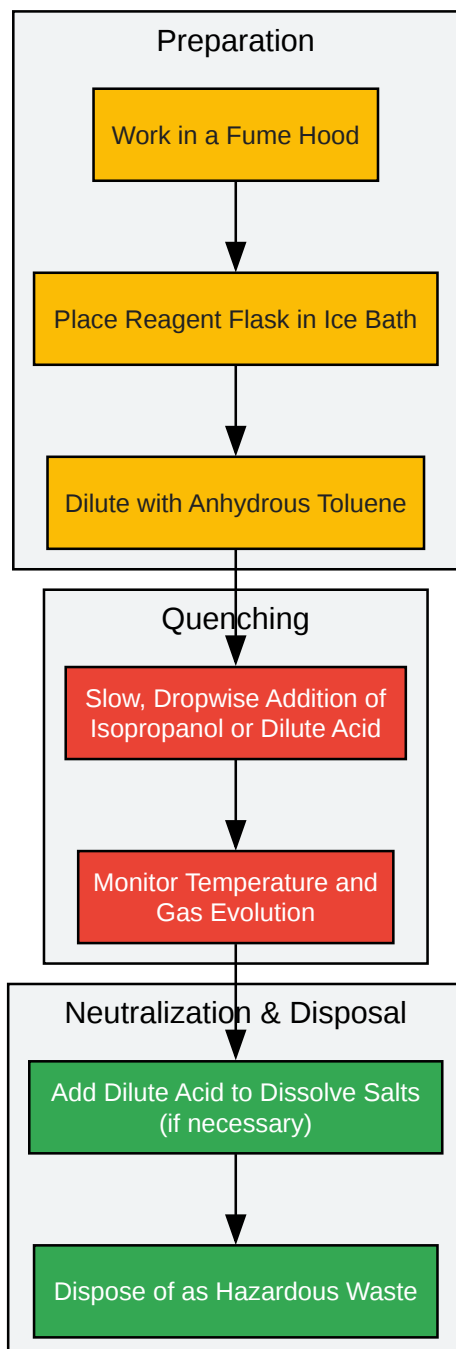 Preparation
Work in a Fume Hood
Place Reagent Flask in Ice Bath
Dilute with Anhydrous Toluene
Quenching
Slow, Dropwise Addition of
Isopropanol or Dilute Acid
Monitor Temperature and
Gas Evolution
Neutralization & Disposal
Add Dilute Acid to Dissolve Salts
(if necessary)
Dispose of as Hazardous Waste